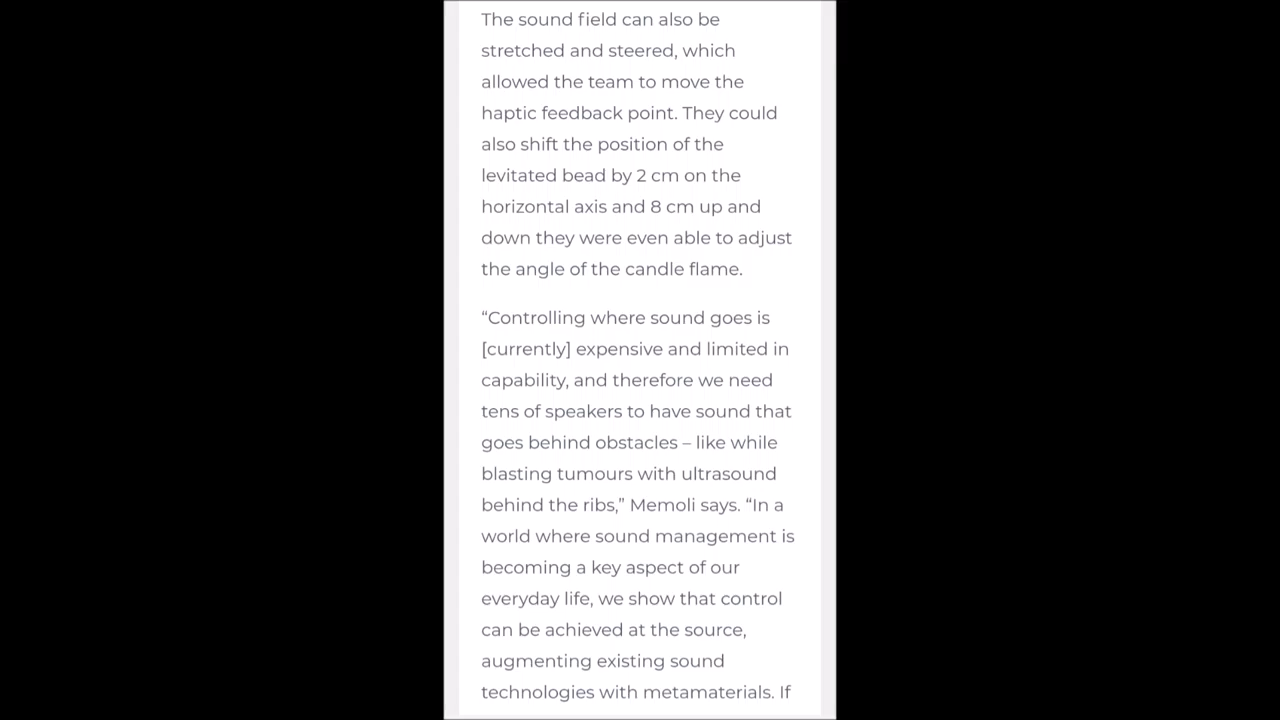 The sound field can also be
stretched and steered, which
allowed the team to move the
haptic feedback point. They could
also shift the position of the
levitated bead by 2 cm on the
horizontal axis and 8 cm up and
down they were even able to adjust
the angle of the candle flame.
“Controlling where sound goes is
[currently] expensive and limited in
capability, and therefore we need
tens of speakers to have sound that
goes behind obstacles – like while
blasting tumours with ultrasound
behind the ribs,” Memoli says. “In a
world where sound management is
becoming a key aspect of our
everyday life, we show that control
can be achieved at the source,
augmenting existing sound
technologies with metamaterials. If